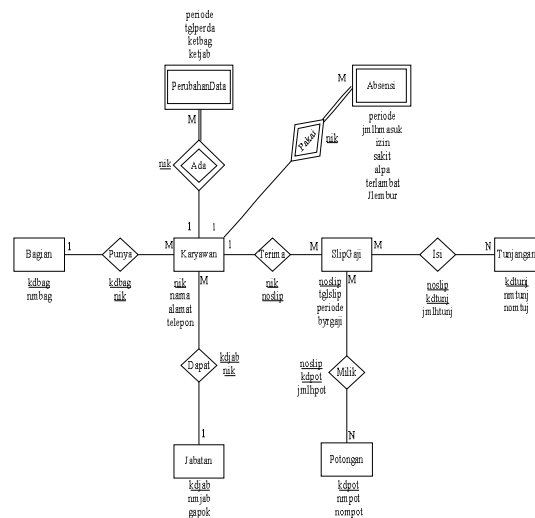 periode
tglperda
ketbag
ketjab
PerubahanData
M
nik
Ada
1
M
Absensi
periode
jmlhmasuk
izin
sakit
alpa
terlambat
Jlembur
Pakai
nik
1
Bagian
kdbag
nmbag
1
Punya
kdbag
nik
M
Karyawan
nik
nama
alamat
telepon
1
Terima
nik
noslip
M
SlipGaji
noslip
tglslip
periode
byrgaji
M
Isi
noslip
kdtunj
jmlhtunj
N
Tunjangan
kdtunj
nmtunj
nomtuj
M
Dapat
kdjab
nik
1
Jabatan
kdjab
nmjab
gapok
M
noslip
kdpot
jmlhpot
Milik
N
Potongan
kdpot
nmpot
nompot